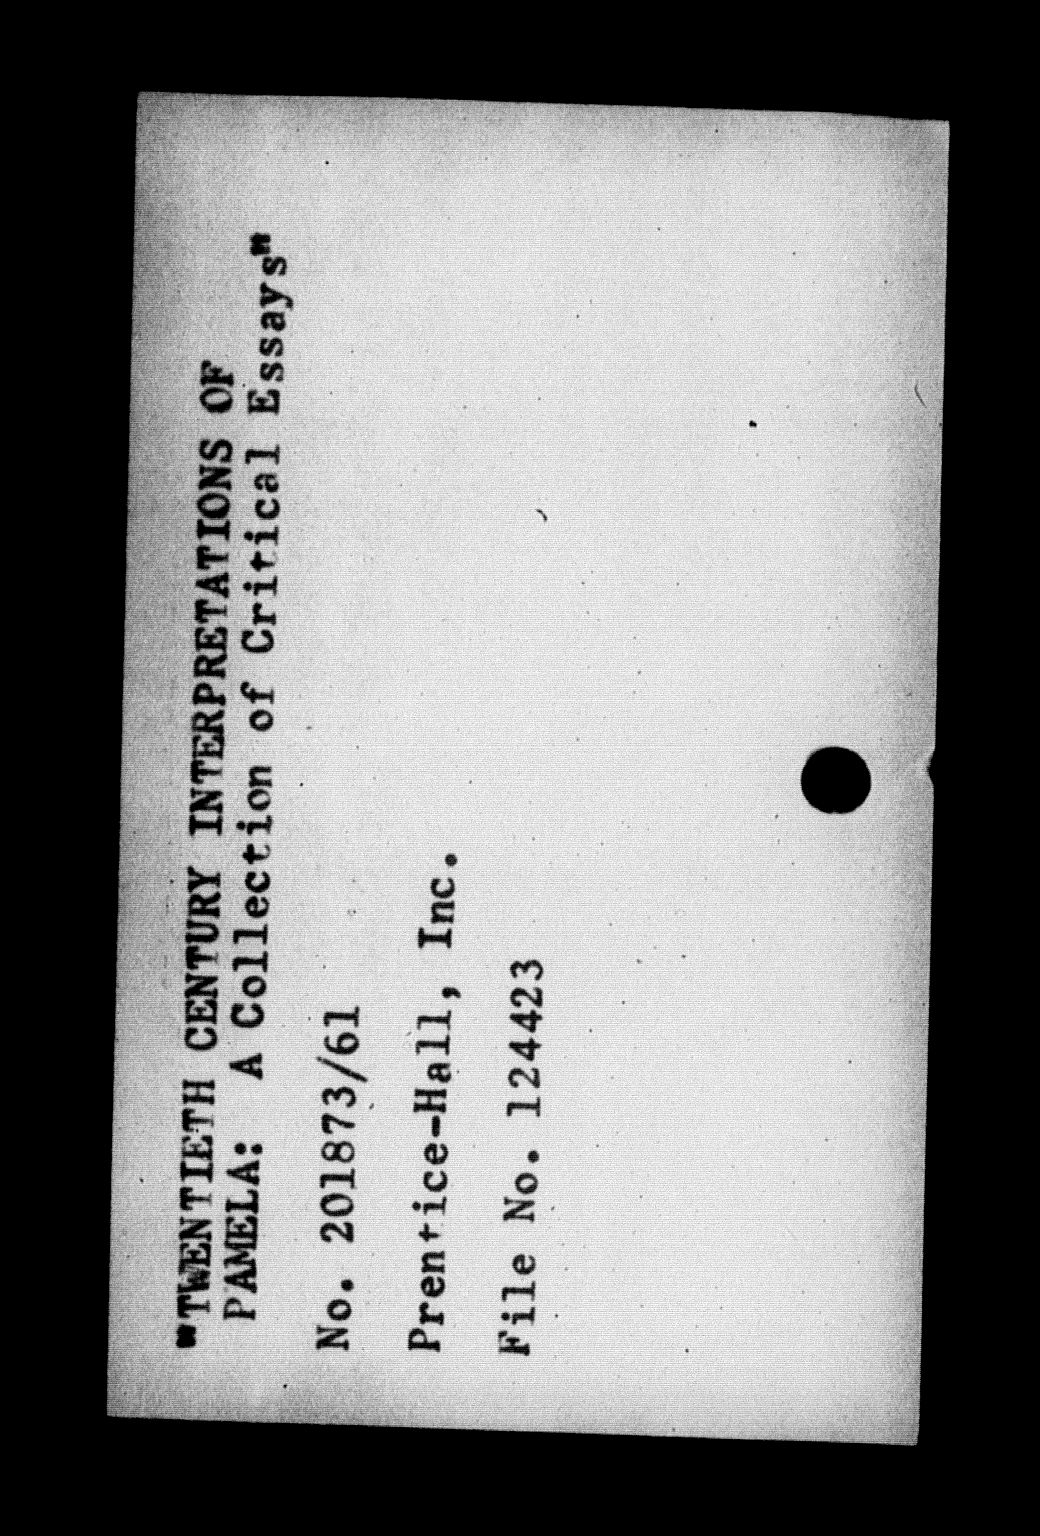 "TWENTIETH CENTURY INTERPRETATIONS OF
PAMELA: A Collection of Critical Essays"
No. 201873/61
Prentice-Hall, Inc.
File No. 124423